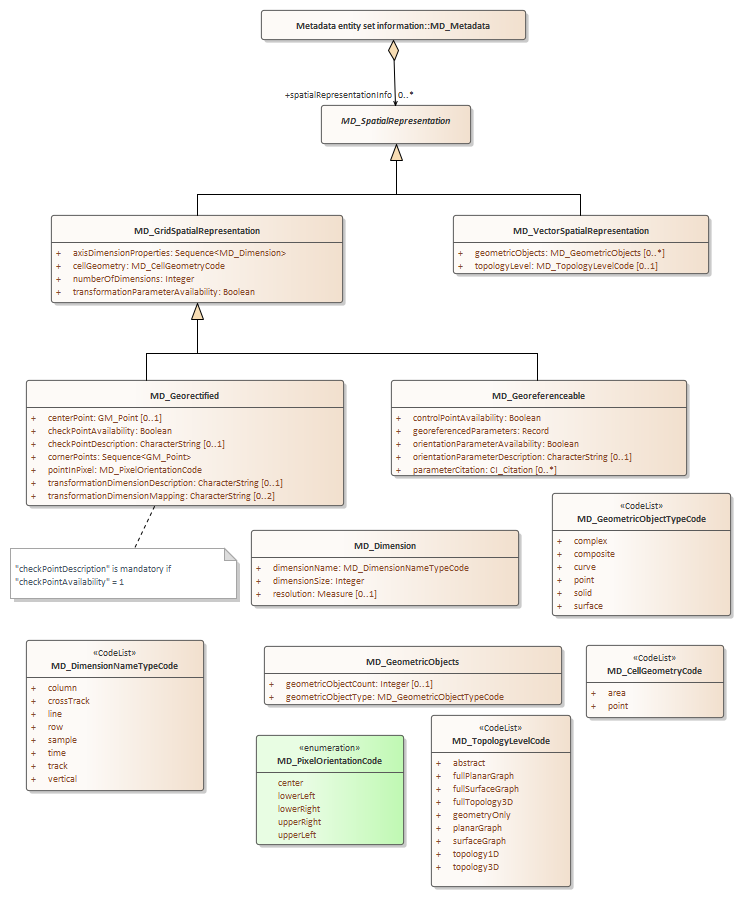 Metadata entity set information::MD_Metadata
+spatialRepresentationInfo 0..*
MD_SpatialRepresentation
MD_GridSpatialRepresentation
+ axisDimensionProperties: Sequence<MD_Dimension>
+ cellGeometry: MD_CellGeometryCode
+ numberOfDimensions: Integer
+ transformationParameterAvailability: Boolean
MD_VectorSpatialRepresentation
+ geometricObjects: MD_GeometricObjects [0..*]
+ topologyLevel: MD_TopologyLevelCode [0..1]
MD_Georectified
+ centerPoint: GM_Point [0..1]
+ checkPointAvailability: Boolean
+ checkPointDescription: CharacterString [0..1]
+ cornerPoints: Sequence<GM_Point>
+ pointInPixel: MD_PixelOrientationCode
+ transformationDimensionDescription: CharacterString [0..1]
+ transformationDimensionMapping: CharacterString [0..2]
MD_Georeferenceable
+ controlPointAvailability: Boolean
+ georeferencedParameters: Record
+ orientationParameterAvailability: Boolean
+ orientationParameterDescription: CharacterString [0..1]
+ parameterCitation: CI_Citation [0..*]
"checkPointDescription" is mandatory if
"checkPointAvailability" = 1
MD_Dimension
+ dimensionName: MD_DimensionNameTypeCode
+ dimensionSize: Integer
+ resolution: Measure [0..1]
«CodeList»
MD_GeometricObjectTypeCode
+ complex
+ composite
+ curve
+ point
+ solid
+ surface
«CodeList»
MD_DimensionNameTypeCode
+ column
+ crossTrack
+ line
+ row
+ sample
+ time
+ track
+ vertical
MD_GeometricObjects
+ geometricObjectCount: Integer [0..1]
+ geometricObjectType: MD_GeometricObjectTypeCode
«CodeList»
MD_CellGeometryCode
+ area
+ point
«enumeration»
MD_PixelOrientationCode
center
lowerLeft
lowerRight
upperRight
upperLeft
«CodeList»
MD_TopologyLevelCode
+ abstract
+ fullPlanarGraph
+ fullSurfaceGraph
+ fullTopology3D
+ geometryOnly
+ planarGraph
+ surfaceGraph
+ topology1D
+ topology3D